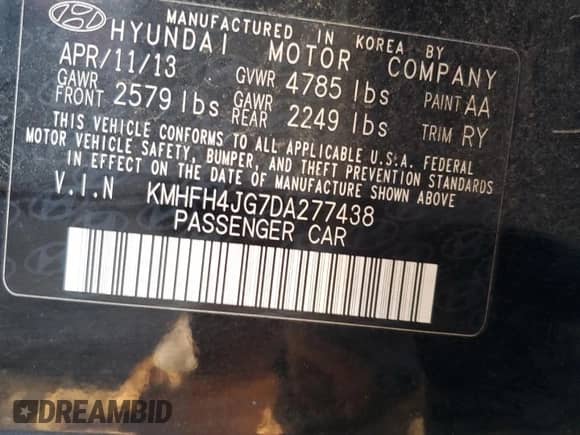 MANUFACTURED IN KOREA BY
HYUNDAI MOTOR COMPANY
APR/11/13 GVWR 4785 lbs PAINT AA
GAWR FRONT 2579 lbs GAWR REAR 2249 lbs TRIM RY
THIS VEHICLE CONFORMS TO ALL APPLICABLE U.S.A. FEDERAL
MOTOR VEHICLE SAFETY, BUMPER, AND THEFT PREVENTION STANDARDS
IN EFFECT ON THE DATE OF MANUFACTURE SHOWN ABOVE
V.I.N KMHFH4JG7DA277438
PASSENGER CAR
DREAMBID